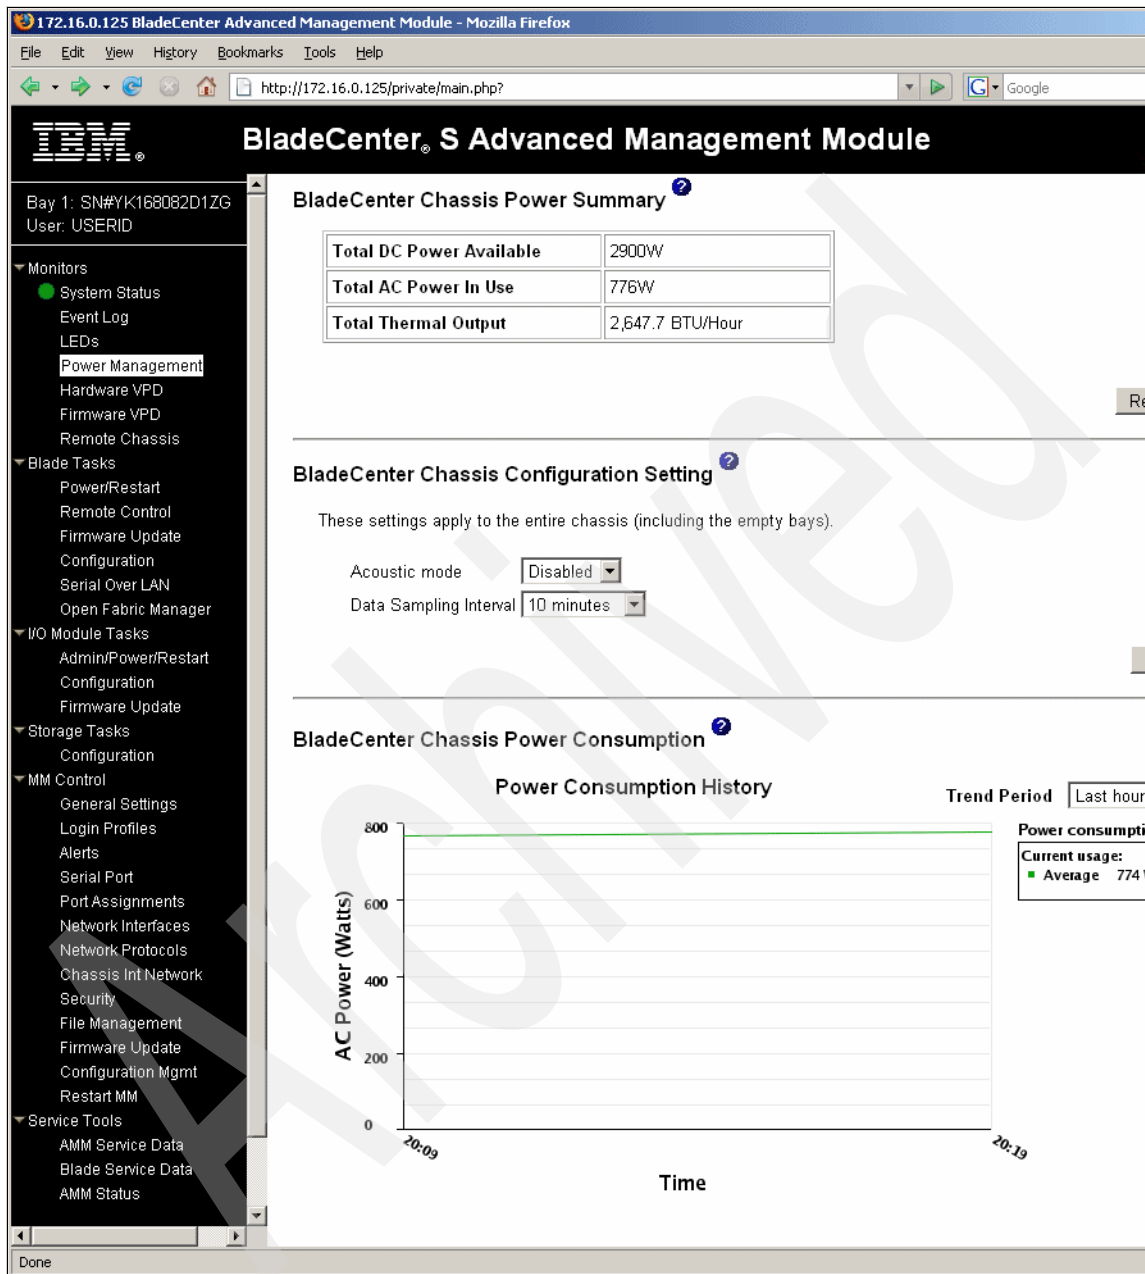 172.16.0.125 BladeCenter Advanced Management Module - Mozilla Firefox
File Edit View History Bookmarks Tools Help
http://172.16.0.125/private/main.php?
G Google
IBM®
BladeCenter® S Advanced Management Module
Bay 1: SN#YK168082D1ZG
User: USERID
Monitors
System Status
Event Log
LEDs
Power Management
Hardware VPD
Firmware VPD
Remote Chassis
Blade Tasks
Power/Restart
Remote Control
Firmware Update
Configuration
Serial Over LAN
Open Fabric Manager
I/O Module Tasks
Admin/Power/Restart
Configuration
Firmware Update
Storage Tasks
Configuration
MM Control
General Settings
Login Profiles
Alerts
Serial Port
Port Assignments
Network Interfaces
Network Protocols
Chassis Int Network
Security
File Management
Firmware Update
Configuration Mgmt
Restart MM
Service Tools
AMM Service Data
Blade Service Data
AMM Status
BladeCenter Chassis Power Summary ?
Total DC Power Available 2900W
Total AC Power In Use 776W
Total Thermal Output 2,647.7 BTU/Hour
Re
BladeCenter Chassis Configuration Setting ?
These settings apply to the entire chassis (including the empty bays).
Acoustic mode Disabled
Data Sampling Interval 10 minutes
BladeCenter Chassis Power Consumption ?
Power Consumption History
Trend Period Last hour
Power consumpti
Current usage:
Average 774
AC Power (Watts)
800
600
400
200
0
20:09
20:19
Time
Done
Archived